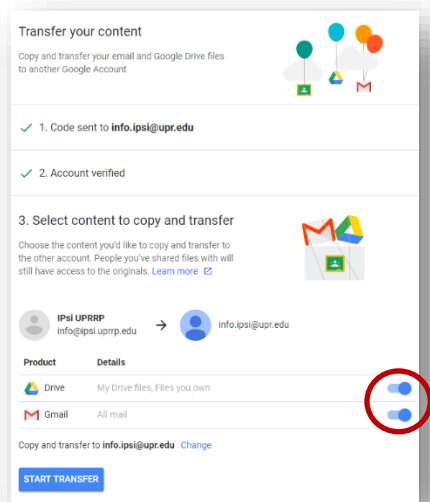 Transfer your content
Copy and transfer your email and Google Drive files
to another Google Account
1. Code sent to info.ipsi@upr.edu
2. Account verified
3. Select content to copy and transfer
Choose the content you'd like to copy and transfer to
the other account. People you've shared files with will
still have access to the originals. Learn more
IPsi UPRRP
info@ipsi.uprrp.edu
info.ipsi@upr.edu
Product Details
Drive My Drive files, Files you own
Gmail All mail
Copy and transfer to info.ipsi@upr.edu Change
START TRANSFER